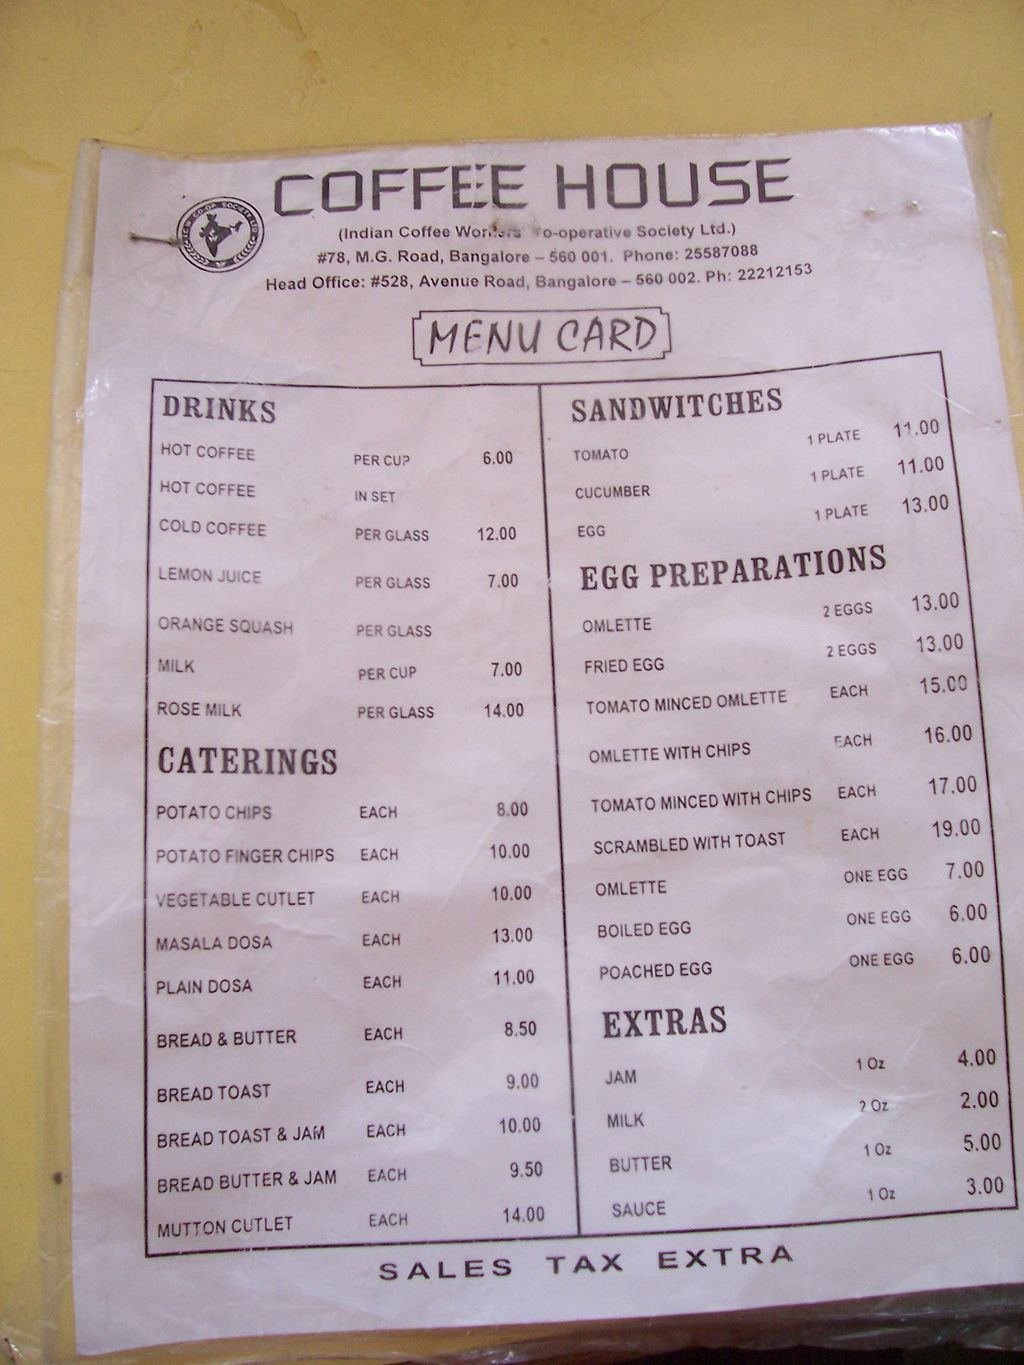 COFFEE HOUSE
(Indian Coffee Workers Co-operative Society Ltd.)
#78, M.G. Road, Bangalore – 560 001. Phone: 25587088
Head Office: #528, Avenue Road, Bangalore – 560 002. Ph: 22212153
MENU CARD
DRINKS
HOT COFFEE PER CUP 6.00
HOT COFFEE IN SET
COLD COFFEE PER GLASS 12.00
LEMON JUICE PER GLASS 7.00
ORANGE SQUASH PER GLASS
MILK PER CUP 7.00
ROSE MILK PER GLASS 14.00
CATERINGS
POTATO CHIPS EACH 8.00
POTATO FINGER CHIPS EACH 10.00
VEGETABLE CUTLET EACH 10.00
MASALA DOSA EACH 13.00
PLAIN DOSA EACH 11.00
BREAD & BUTTER EACH 8.50
BREAD TOAST EACH 9.00
BREAD TOAST & JAM EACH 10.00
BREAD BUTTER & JAM EACH 9.50
MUTTON CUTLET EACH 14.00
SANDWITCHES
TOMATO 1 PLATE 11.00
CUCUMBER 1 PLATE 11.00
EGG 1 PLATE 13.00
EGG PREPARATIONS
OMLETTE 2 EGGS 13.00
FRIED EGG 2 EGGS 13.00
TOMATO MINCED OMLETTE EACH 15.00
OMLETTE WITH CHIPS EACH 16.00
TOMATO MINCED WITH CHIPS EACH 17.00
SCRAMBLED WITH TOAST EACH 19.00
OMLETTE ONE EGG 7.00
BOILED EGG ONE EGG 6.00
POACHED EGG ONE EGG 6.00
EXTRAS
JAM 1 Oz 4.00
MILK 2 Oz 2.00
BUTTER 1 Oz 5.00
SAUCE 1 Oz 3.00
SALES TAX EXTRA